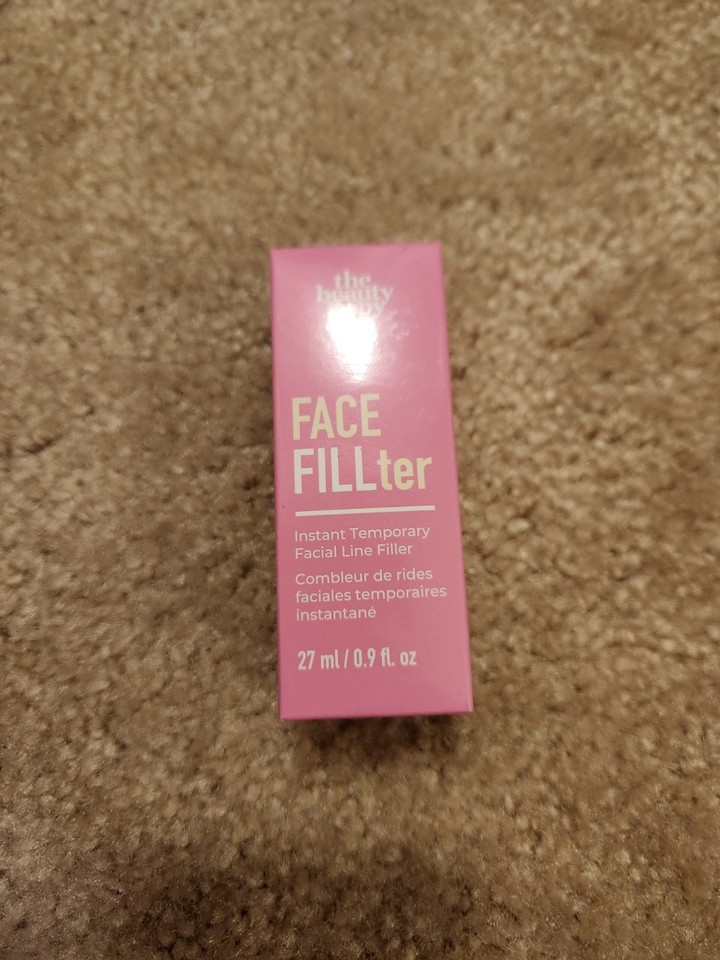 the
beauty
FACE
FILLter
Instant Temporary
Facial Line Filler
Combleur de rides
faciales temporaires
instantané
27 ml / 0.9 fl. oz